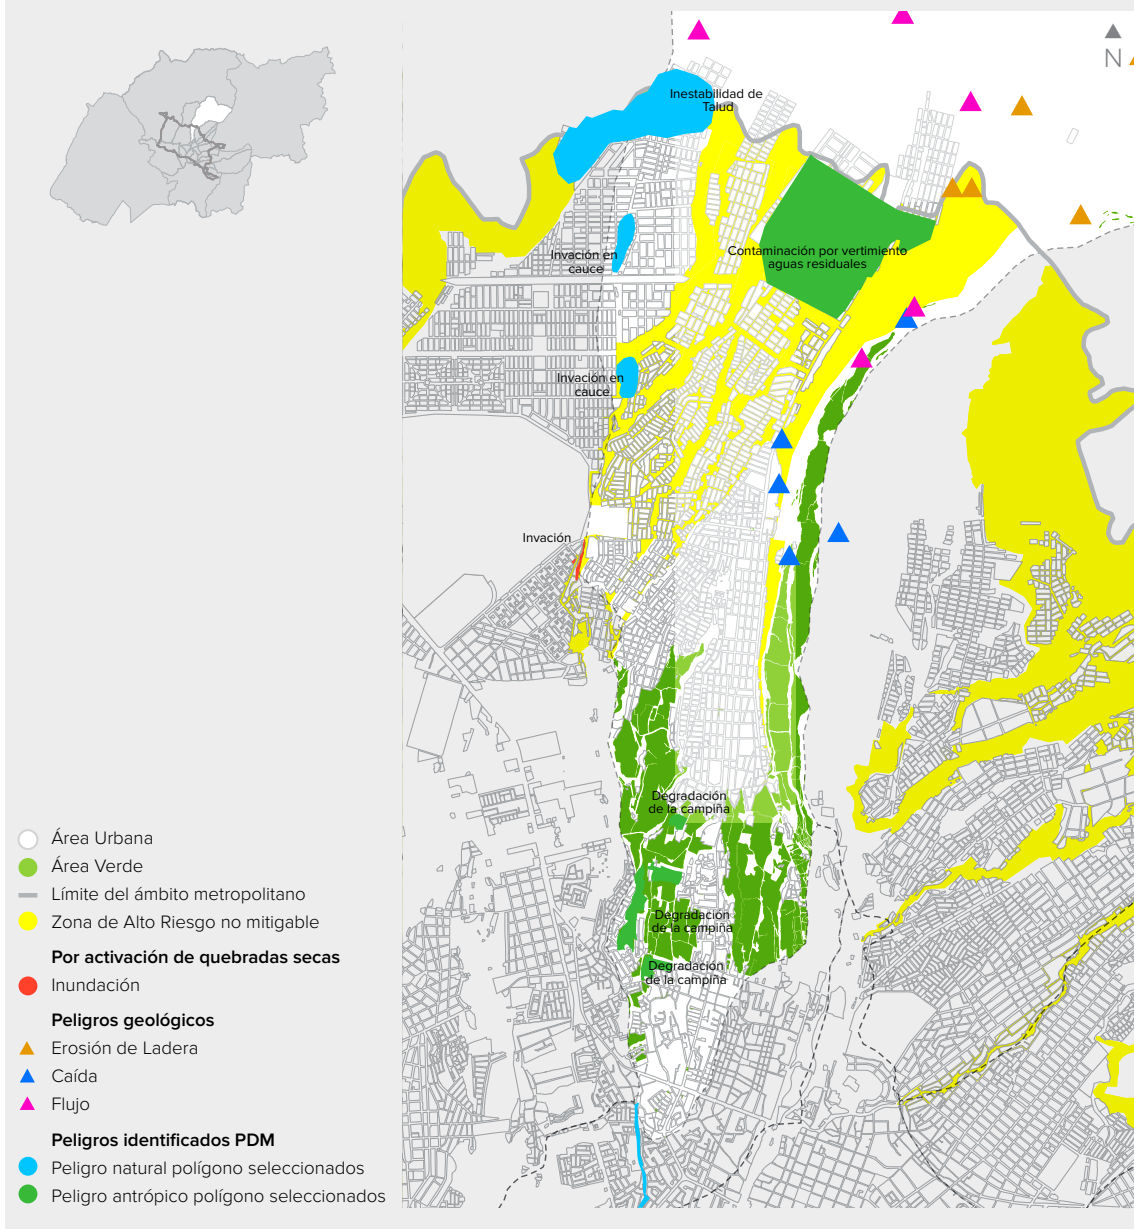 N
Inestabilidad de
Talud
Contaminación por vertimiento
aguas residuales
Invación en
cauce
Invación en
cauce
Invación
Degradación
de la campiña
Degradación
de la campiña
Degradación
de la campiña
Área Urbana
Área Verde
Límite del ámbito metropolitano
Zona de Alto Riesgo no mitigable
Por activación de quebradas secas
Inundación
Peligros geológicos
Erosión de Ladera
Caída
Flujo
Peligros identificados PDM
Peligro natural polígono seleccionados
Peligro antrópico polígono seleccionados